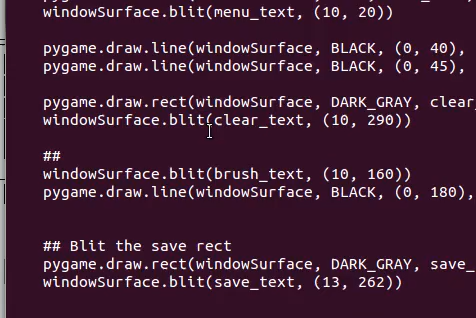 windowSurface.blit(menu_text, (10, 20))
pygame.draw.line(windowSurface, BLACK, (0, 40),
pygame.draw.line(windowSurface, BLACK, (0, 45),
pygame.draw.rect(windowSurface, DARK_GRAY, clear_
windowSurface.blit(clear_text, (10, 290))
##
windowSurface.blit(brush_text, (10, 160))
pygame.draw.line(windowSurface, BLACK, (0, 180),
## Blit the save rect
pygame.draw.rect(windowSurface, DARK_GRAY, save_
windowSurface.blit(save_text, (13, 262))